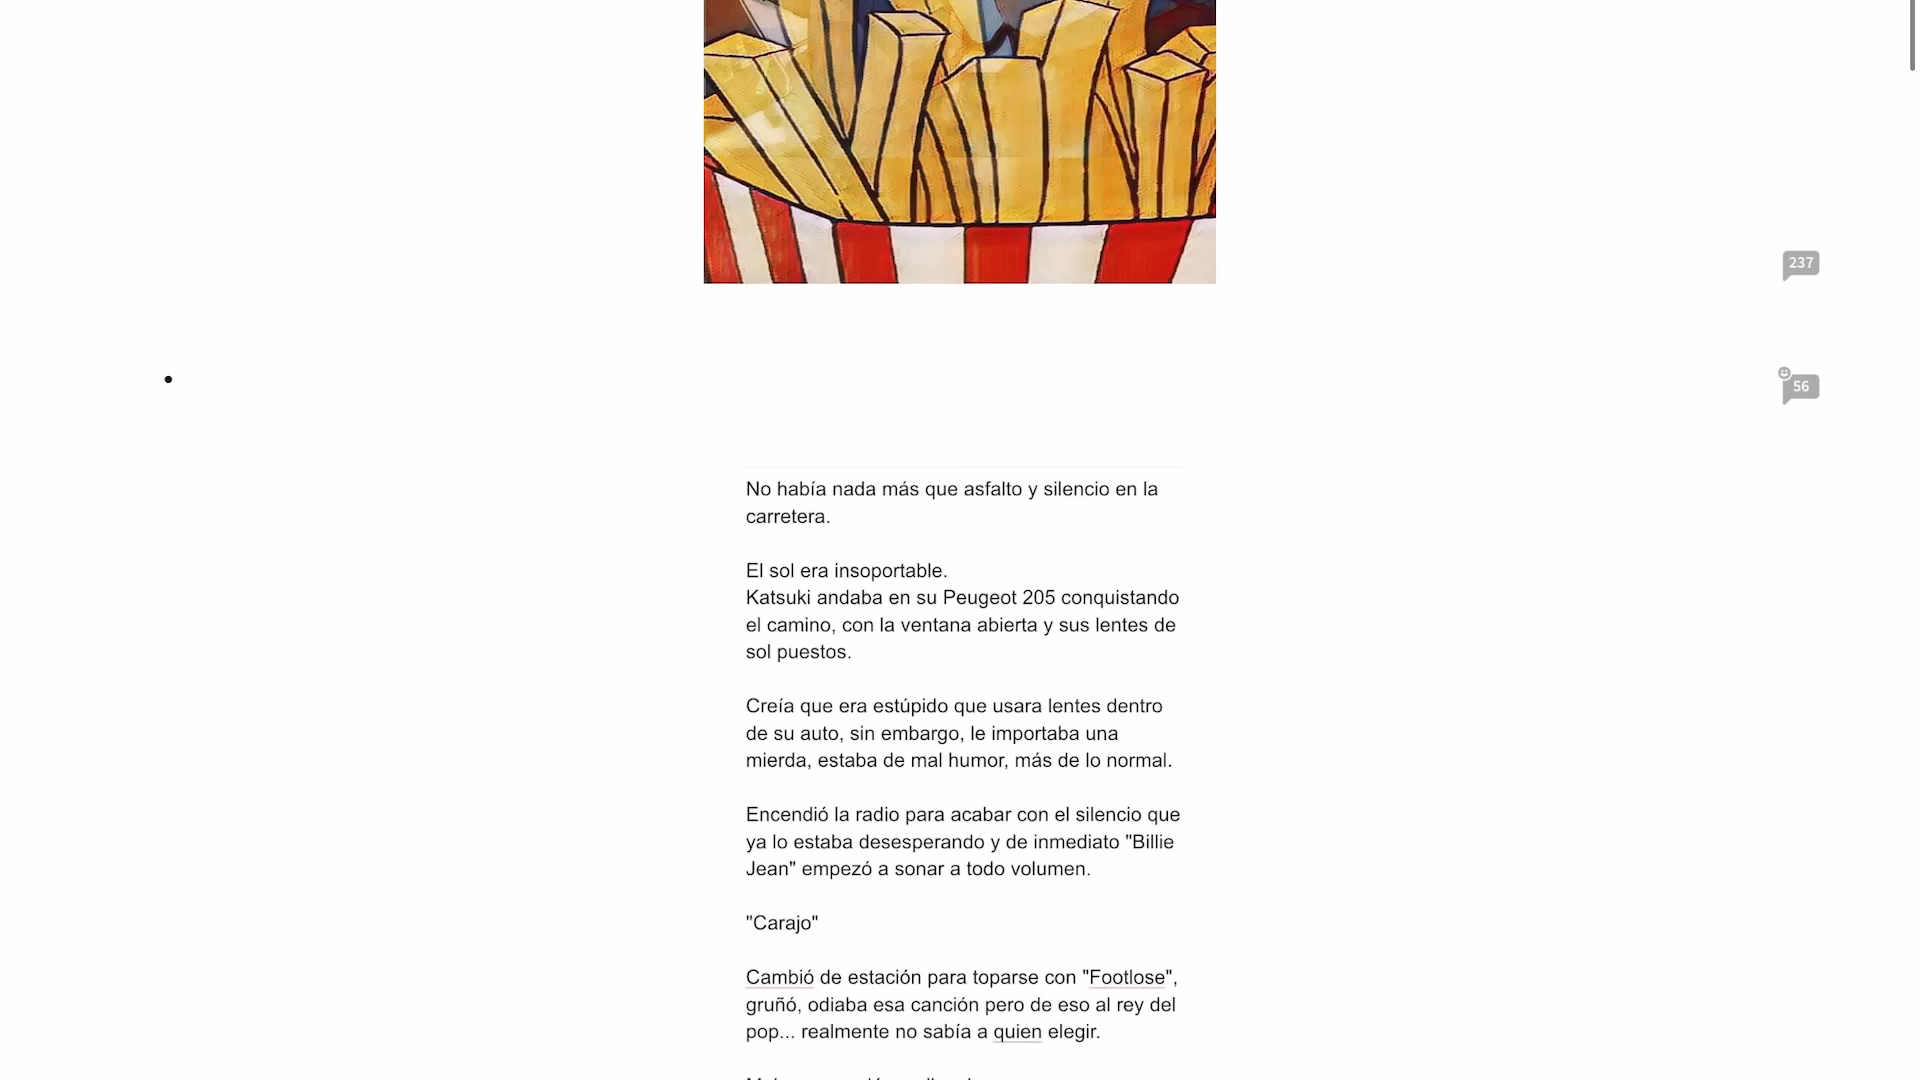 237
56
No había nada más que asfalto y silencio en la
carretera.
El sol era insoportable.
Katsuki andaba en su Peugeot 205 conquistando
el camino, con la ventana abierta y sus lentes de
sol puestos.
Creía que era estúpido que usara lentes dentro
de su auto, sin embargo, le importaba una
mierda, estaba de mal humor, más de lo normal.
Encendió la radio para acabar con el silencio que
ya lo estaba desesperando y de inmediato "Billie
Jean" empezó a sonar a todo volumen.
"Carajo"
Cambió de estación para toparse con "Footlose",
gruñó, odiaba esa canción pero de eso al rey del
pop... realmente no sabía a quien elegir.